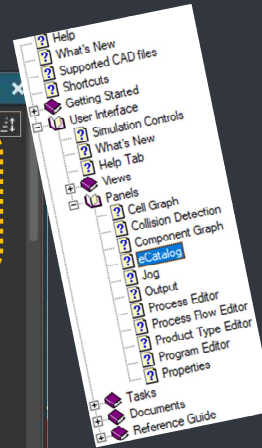 Help
What's New
Supported CAD files
Shortcuts
Getting Started
User Interface
Simulation Controls
What's New
Help Tab
Views
Panels
Cell Graph
Collision Detection
Component Graph
eCatalog
Jog
Output
Process Editor
Process Flow Editor
Product Type Editor
Program Editor
Properties
Tasks
Documents
Reference Guide